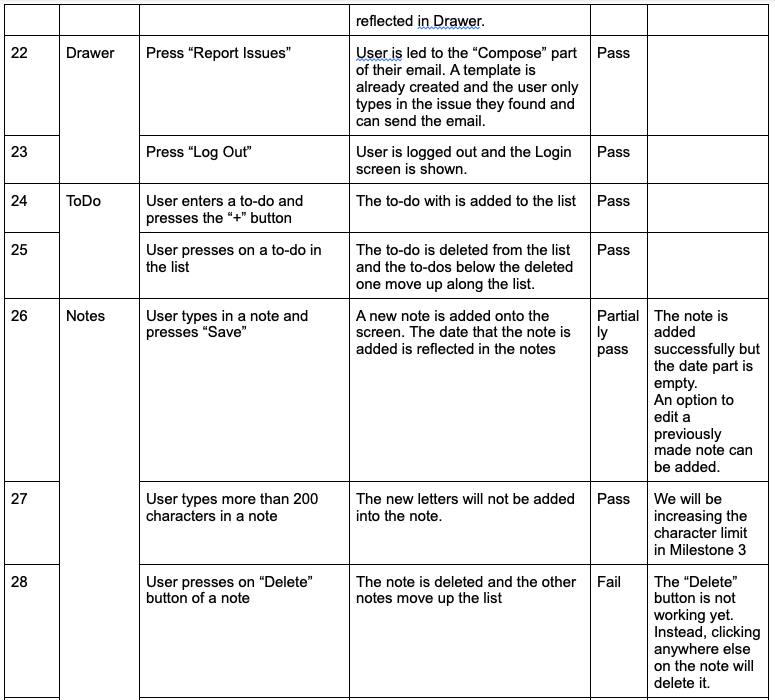 reflected in Drawer.
22 Drawer Press “Report Issues” User is led to the “Compose” part Pass
of their email. A template is
already created and the user only
types in the issue they found and
can send the email.
23 Press “Log Out” User is logged out and the Login Pass
screen is shown.
24 ToDo User enters a to-do and The to-do with is added to the list Pass
presses the “+” button
25 User presses on a to-do in The to-do is deleted from the list Pass
the list and the to-dos below the deleted
one move up along the list.
26 Notes User types in a note and A new note is added onto the Partial The note is
presses “Save” screen. The date that the note is ly added
added is reflected in the notes pass successfully but
the date part is
empty.
An option to
edit a
previously
made note can
be added.
27 User types more than 200 The new letters will not be added Pass We will be
characters in a note into the note. increasing the
character limit
in Milestone 3
28 User presses on “Delete” The note is deleted and the other Fail The “Delete”
button of a note notes move up the list button is not
working yet.
Instead, clicking
anywhere else
on the note will
delete it.